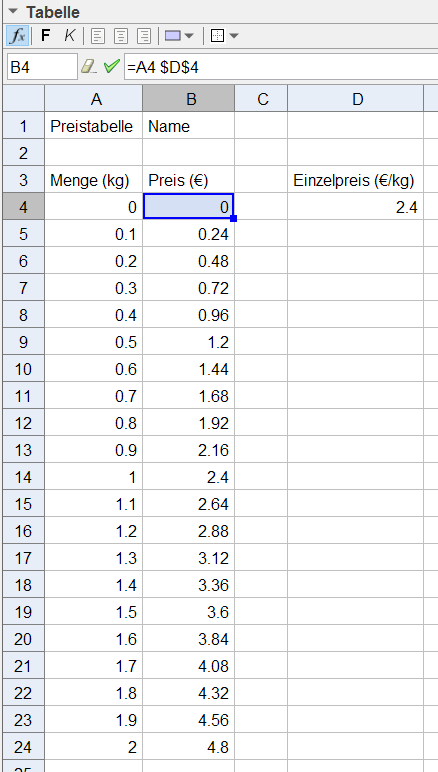 Tabelle
fx F K
B4 =A4 $D$4
A B C D
1 Preistabelle Name
2
3 Menge (kg) Preis (€) Einzelpreis (€/kg)
4 0 0 2.4
5 0.1 0.24
6 0.2 0.48
7 0.3 0.72
8 0.4 0.96
9 0.5 1.2
10 0.6 1.44
11 0.7 1.68
12 0.8 1.92
13 0.9 2.16
14 1 2.4
15 1.1 2.64
16 1.2 2.88
17 1.3 3.12
18 1.4 3.36
19 1.5 3.6
20 1.6 3.84
21 1.7 4.08
22 1.8 4.32
23 1.9 4.56
24 2 4.8